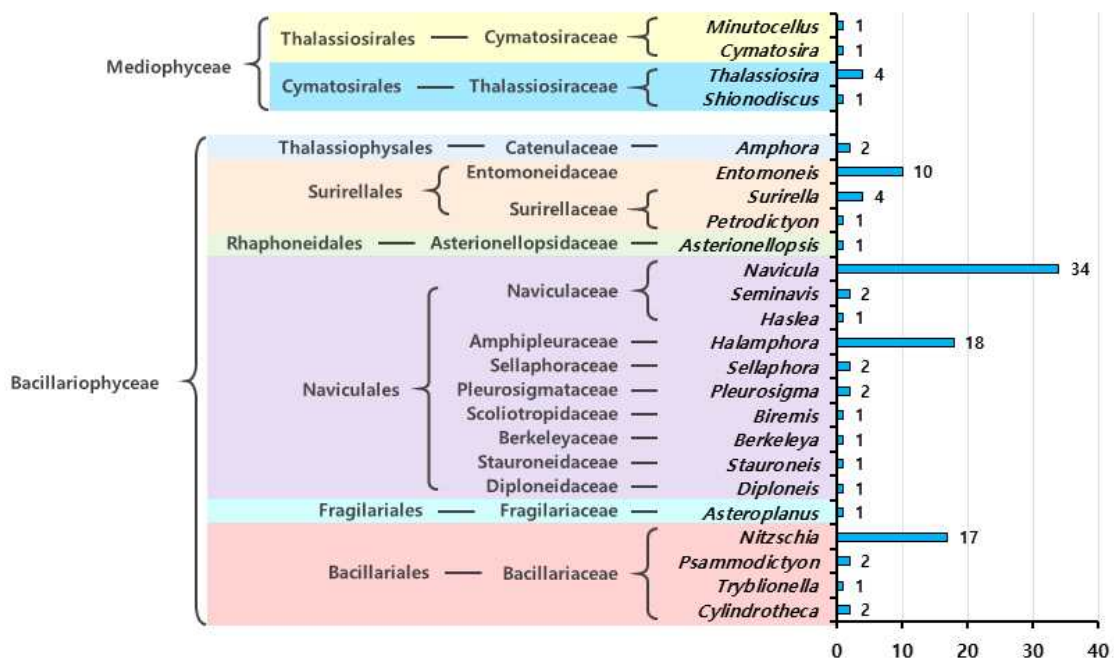 Minutocellus 1
Thalassiosirales Cymatosiraceae
Cymatosira 1
Mediophyceae
Thalassiosira 4
Cymatosirales Thalassiosiraceae
Shionodiscus 1
Thalassiophysales Catenulaceae Amphora 2
Entomoneidaceae Entomoneis 10
Surirellales
Surirella 4
Surirellaceae
Petrodictyon 1
Rhaphoneidales Asterionellopsidaceae Asterionellopsis 1
Navicula 34
Naviculaceae Seminavis 2
Haslea 1
Amphipleuraceae Halamphora 18
Sellaphoraceae Sellaphora 2
Bacillariophyceae
Naviculales Pleurosigmataceae Pleurosigma 2
Scoliotropidaceae Biremis 1
Berkeleyaceae Berkeleya 1
Stauroneidaceae Stauroneis 1
Diploneidaceae Diploneis 1
Fragilariales Fragilariaceae Asteroplanus 1
Nitzschia 17
Psammodictyon 2
Bacillariales Bacillariaceae
Tryblionella 1
Cylindrotheca 2
0 10 20 30 40